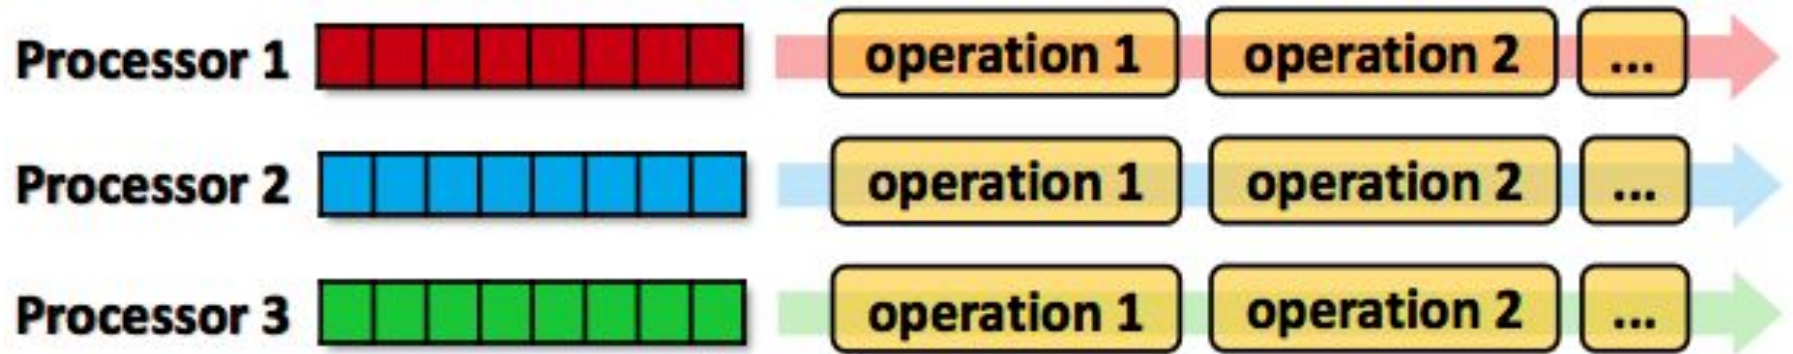 Processor 1 operation 1 operation 2 ...
Processor 2 operation 1 operation 2 ...
Processor 3 operation 1 operation 2 ...